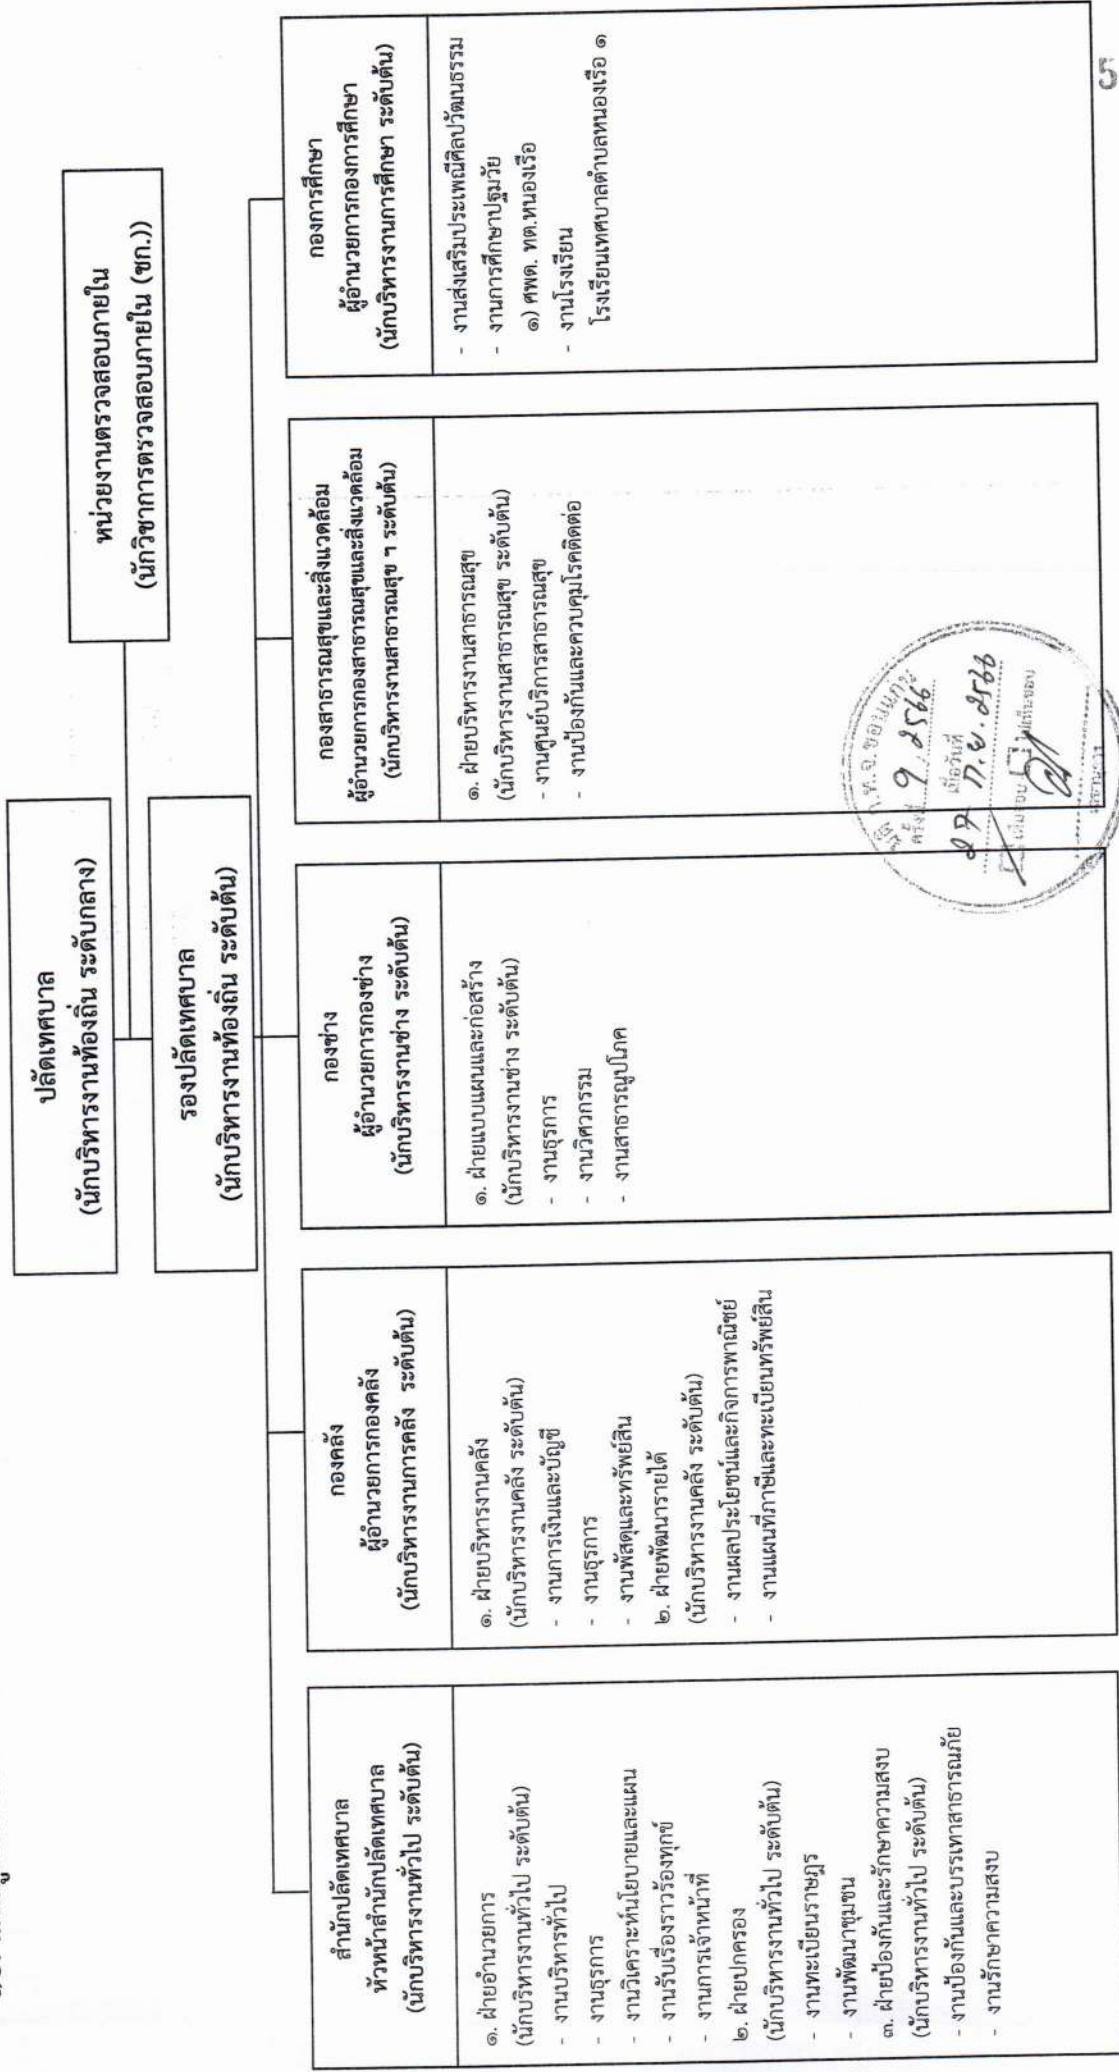 ปลัดเทศบาล
(นักบริหารงานท้องถิ่น ระดับกลาง)
หน่วยงานตรวจสอบภายใน
(นักวิชาการตรวจสอบภายใน (ชก.))
รองปลัดเทศบาล
(นักบริหารงานท้องถิ่น ระดับต้น)
สำนักปลัดเทศบาล
หัวหน้าสำนักปลัดเทศบาล
(นักบริหารงานทั่วไป ระดับต้น)
๑. ฝ่ายอำนวยการ
(นักบริหารงานทั่วไป ระดับต้น)
- งานบริหารทั่วไป
- งานธุรการ
- งานวิเคราะห์นโยบายและแผน
- งานรับเรื่องราวร้องทุกข์
- งานการเจ้าหน้าที่
๒. ฝ่ายปกครอง
(นักบริหารงานทั่วไป ระดับต้น)
- งานทะเบียนราษฎร
- งานพัฒนาชุมชน
๓. ฝ่ายป้องกันและรักษาความสงบ
(นักบริหารงานทั่วไป ระดับต้น)
- งานป้องกันและบรรเทาสาธารณภัย
- งานรักษาความสงบ
กองคลัง
ผู้อำนวยการกองคลัง
(นักบริหารงานการคลัง ระดับต้น)
๑. ฝ่ายบริหารงานคลัง
(นักบริหารงานคลัง ระดับต้น)
- งานการเงินและบัญชี
- งานธุรการ
- งานพัสดุและทรัพย์สิน
๒. ฝ่ายพัฒนารายได้
(นักบริหารงานคลัง ระดับต้น)
- งานผลประโยชน์และกิจการพาณิชย์
- งานแผนที่ภาษีและทะเบียนทรัพย์สิน
กองช่าง
ผู้อำนวยการกองช่าง
(นักบริหารงานช่าง ระดับต้น)
๑. ฝ่ายแบบแผนและก่อสร้าง
(นักบริหารงานช่าง ระดับต้น)
- งานธุรการ
- งานวิศวกรรม
- งานสาธารณูปโภค
กองสาธารณสุขและสิ่งแวดล้อม
ผู้อำนวยการกองสาธารณสุขและสิ่งแวดล้อม
(นักบริหารงานสาธารณสุข ฯ ระดับต้น)
๑. ฝ่ายบริหารงานสาธารณสุข
(นักบริหารงานสาธารณสุข ระดับต้น)
- งานศูนย์บริการสาธารณสุข
- งานป้องกันและควบคุมโรคติดต่อ
กองการศึกษา
ผู้อำนวยการกองการศึกษา
(นักบริหารงานการศึกษา ระดับต้น)
- งานส่งเสริมประเพณีศิลปวัฒนธรรม
- งานการศึกษาปฐมวัย
๑) ศพด. ทต.หนองเรือ
- งานโรงเรียน
โรงเรียนเทศบาลตำบลหนองเรือ ๑
มติ ก.ท.จ.ขอนแก่น
ครั้งที่ 9/2566
เมื่อวันที่
27 ก.ย. 2566
เห็นชอบ ไม่เห็นชอบ
เลขานุการ
5